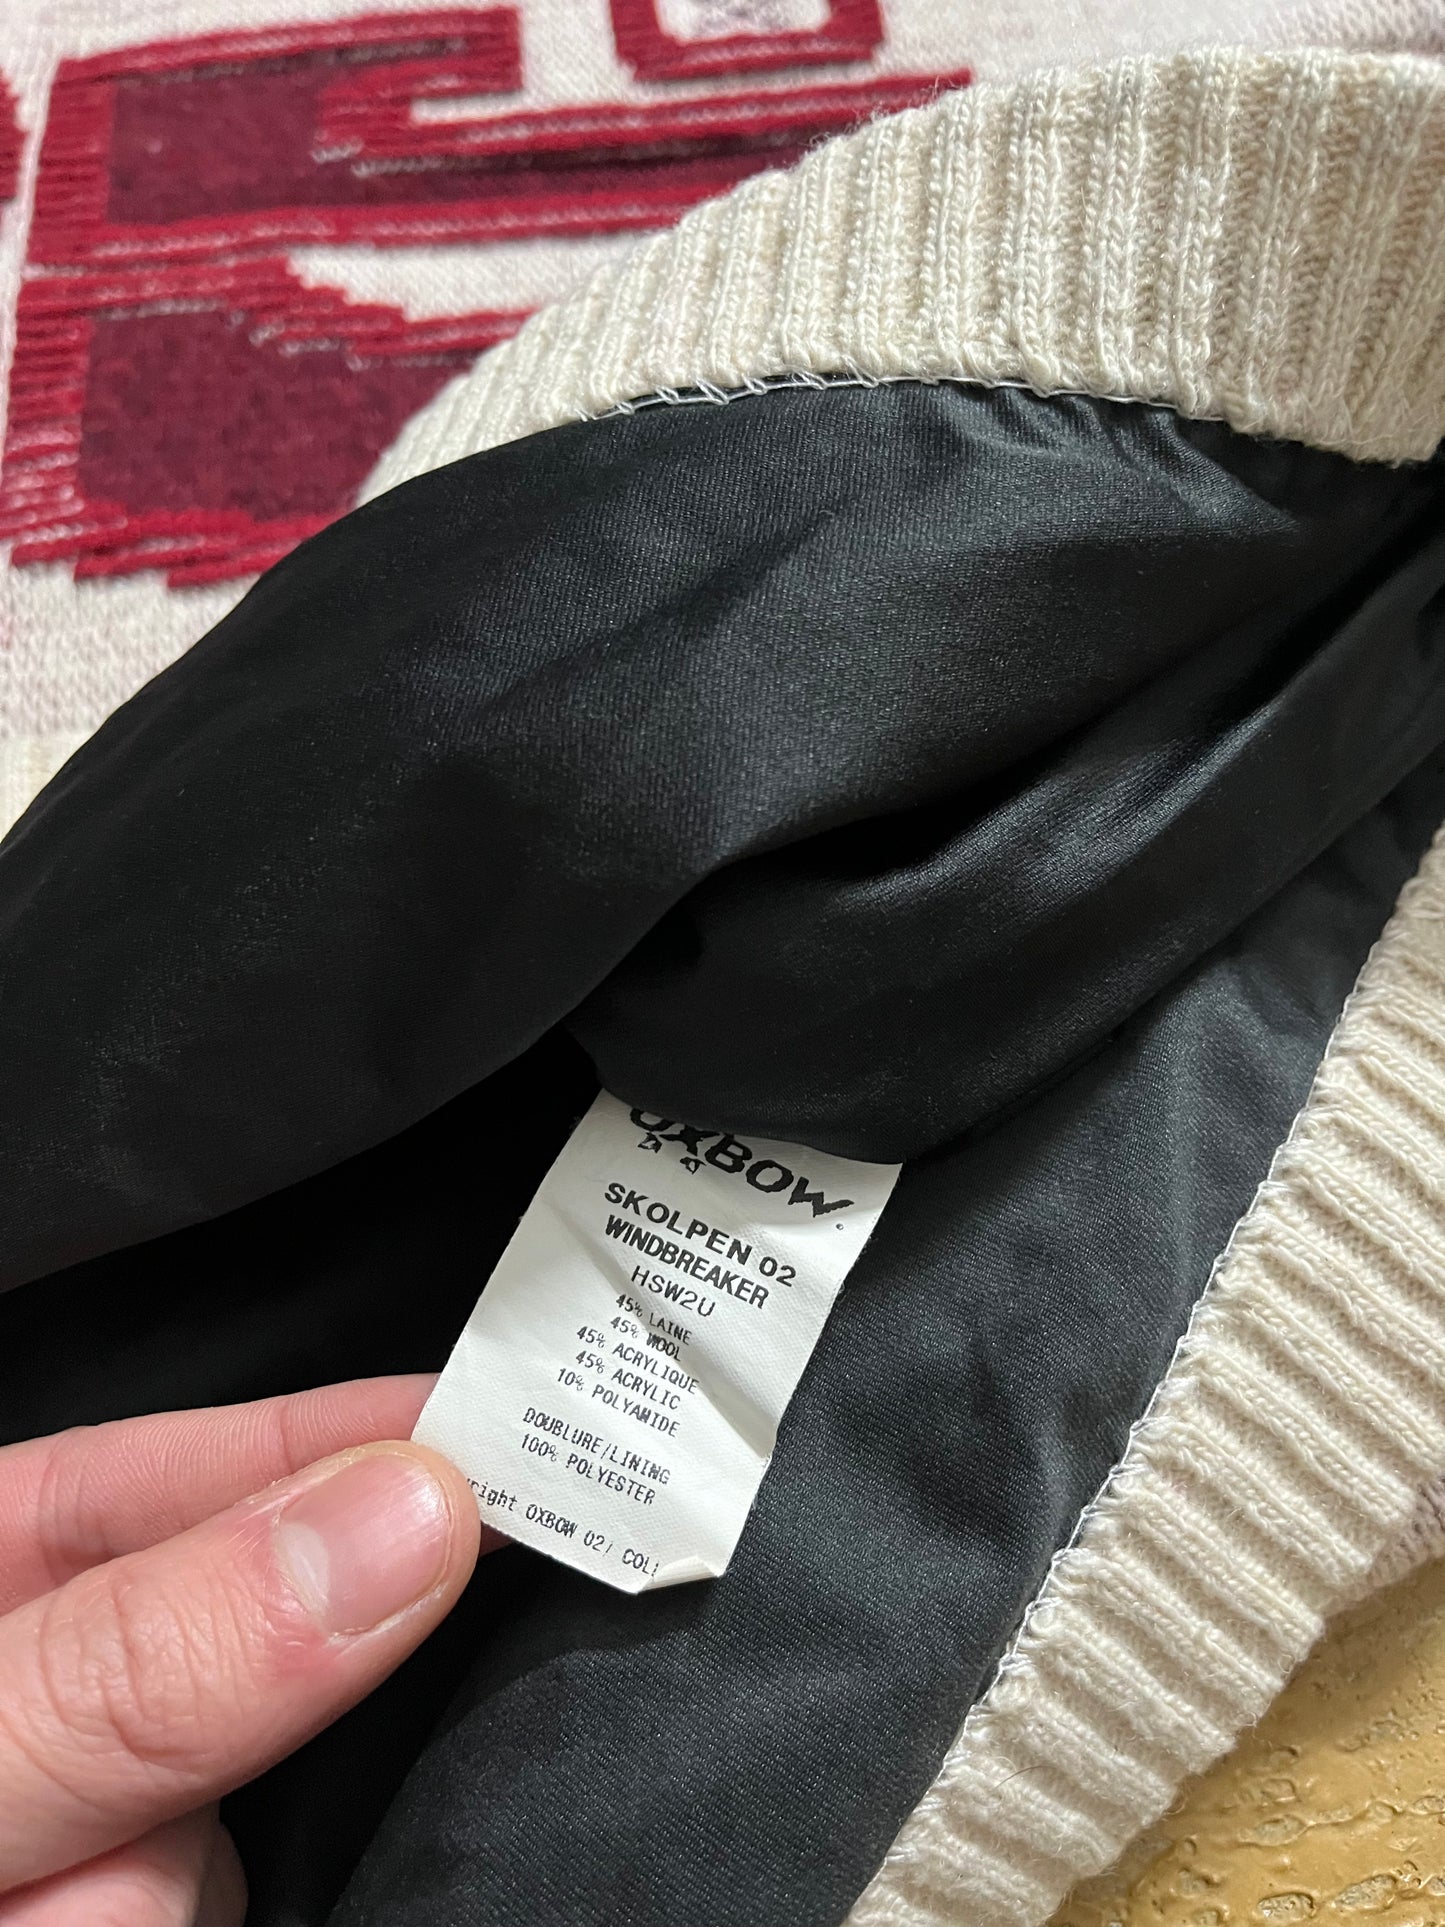 OXBOW
SKOLPEN 02
WINDBREAKER
HSW2U
45% LAINE
45% WOOL
45% ACRYLIQUE
45% ACRYLIC
10% POLYAMIDE
DOUBLURE/LINING
100% POLYESTER
right OXBOW 02/ COL